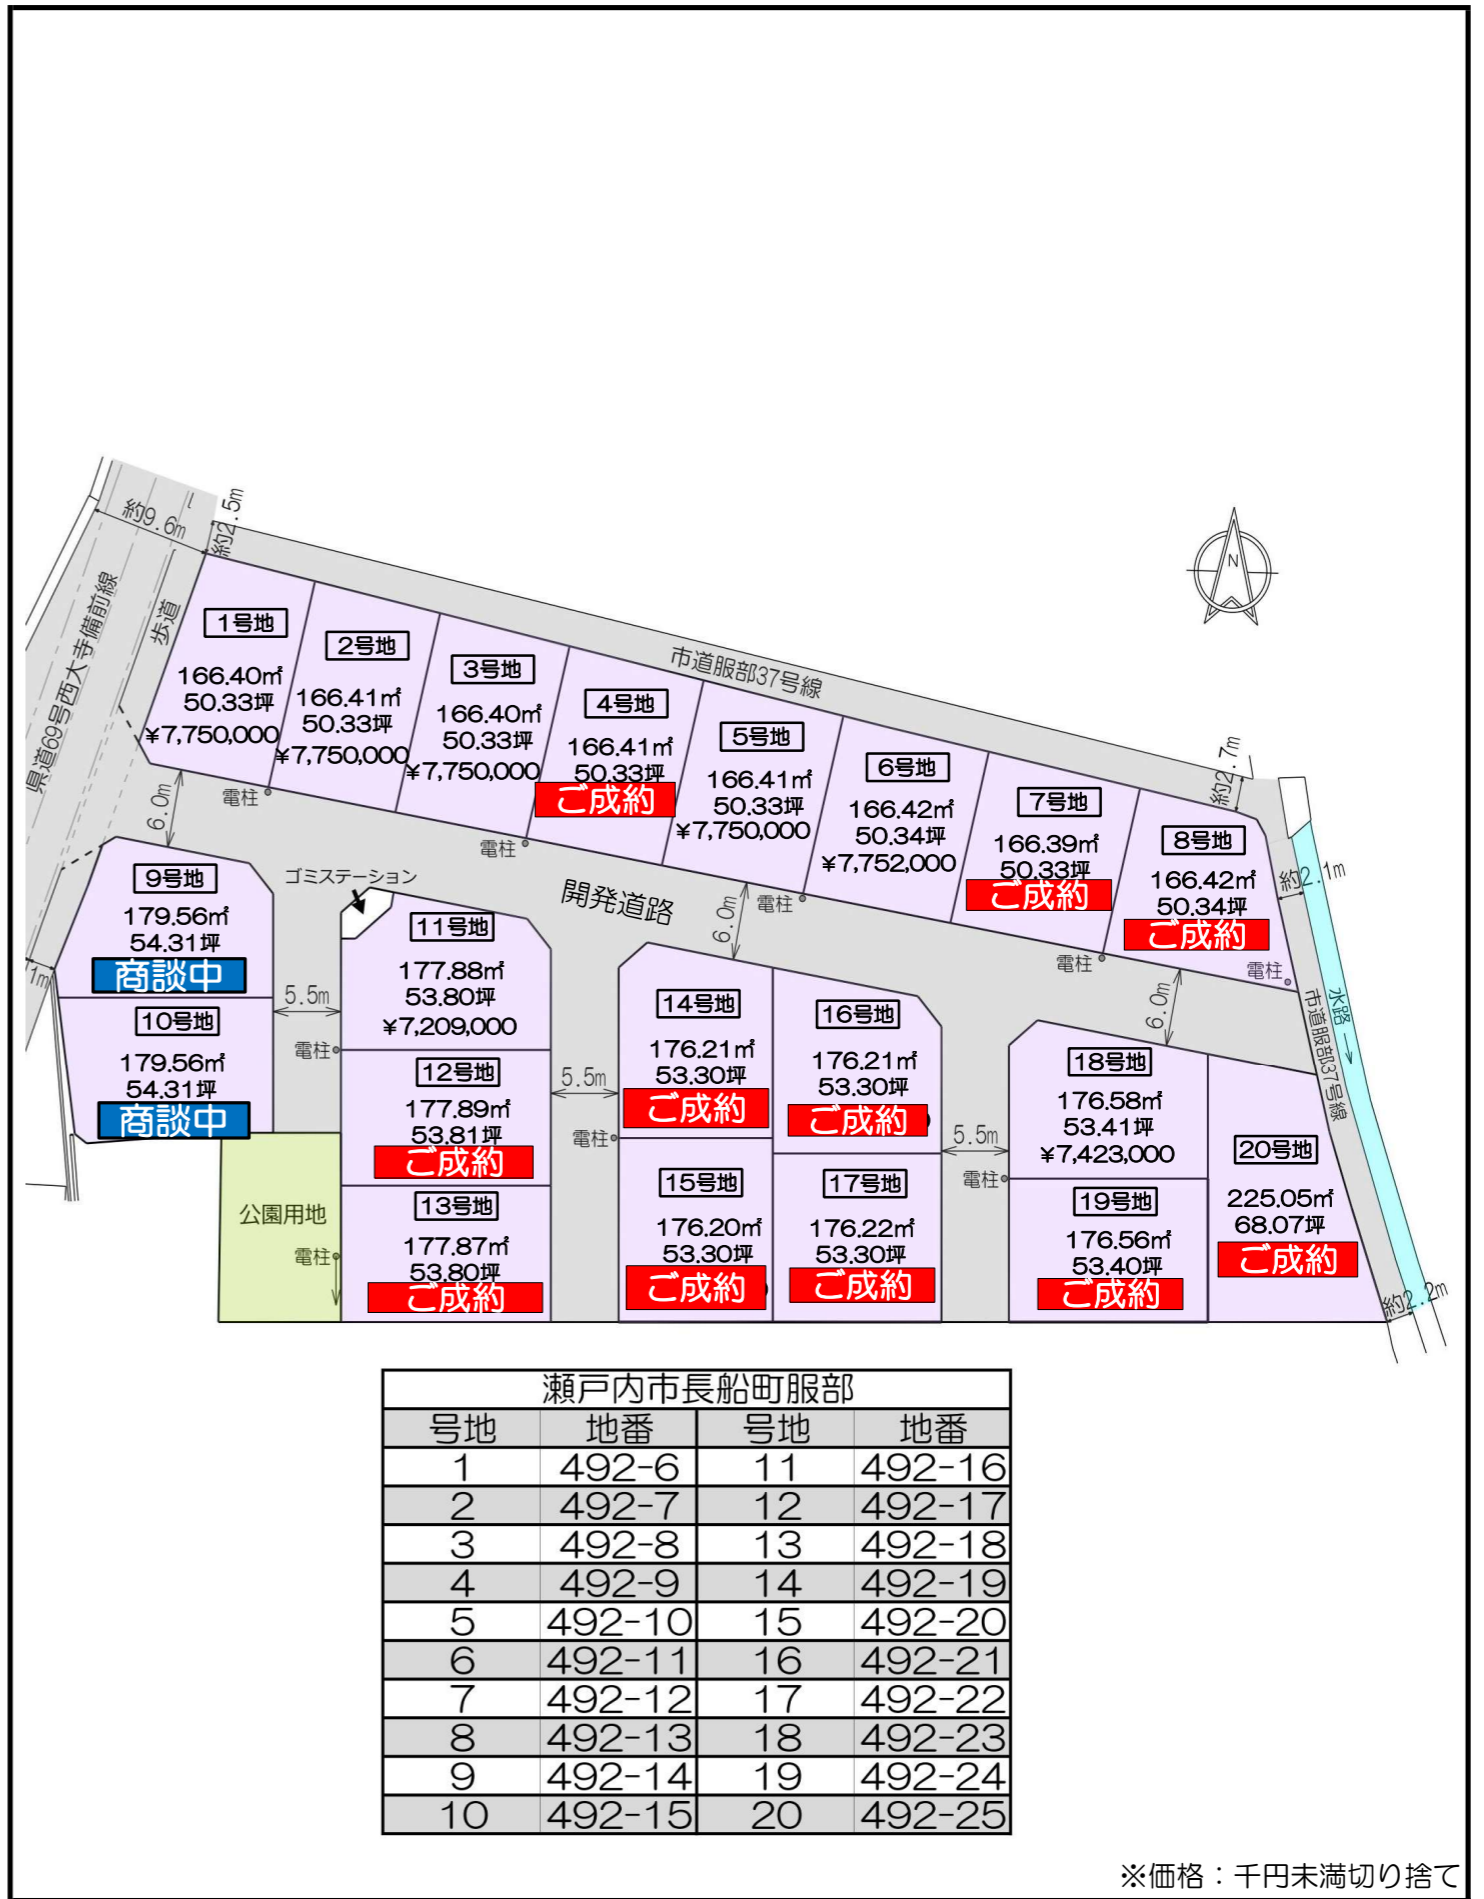 約9.6m
約2.5m
県道69号西大寺備前線
歩道
市道服部37号線
N
1号地
166.40㎡
50.33坪
¥7,750,000
2号地
166.41㎡
50.33坪
¥7,750,000
3号地
166.40㎡
50.33坪
¥7,750,000
4号地
166.41㎡
50.33坪
ご成約
5号地
166.41㎡
50.33坪
¥7,750,000
6号地
166.42㎡
50.34坪
¥7,752,000
7号地
166.39㎡
50.33坪
ご成約
8号地
166.42㎡
50.34坪
ご成約
約2.7m
約2.1m
電柱
6.0m
電柱
ゴミステーション
開発道路
6.0m
電柱
電柱
6.0m
電柱
水路
市道服部37号線
9号地
179.56㎡
54.31坪
商談中
1m
10号地
179.56㎡
54.31坪
商談中
5.5m
電柱
11号地
177.88㎡
53.80坪
¥7,209,000
12号地
177.89㎡
53.81坪
ご成約
13号地
177.87㎡
53.80坪
ご成約
公園用地
電柱
5.5m
電柱
14号地
176.21㎡
53.30坪
ご成約
15号地
176.20㎡
53.30坪
ご成約
16号地
176.21㎡
53.30坪
ご成約
17号地
176.22㎡
53.30坪
ご成約
5.5m
電柱
18号地
176.58㎡
53.41坪
¥7,423,000
19号地
176.56㎡
53.40坪
ご成約
20号地
225.05㎡
68.07坪
ご成約
約2.2m
瀬戸内市長船町服部
号地 地番 号地 地番
1 492-6 11 492-16
2 492-7 12 492-17
3 492-8 13 492-18
4 492-9 14 492-19
5 492-10 15 492-20
6 492-11 16 492-21
7 492-12 17 492-22
8 492-13 18 492-23
9 492-14 19 492-24
10 492-15 20 492-25
※価格：千円未満切り捨て